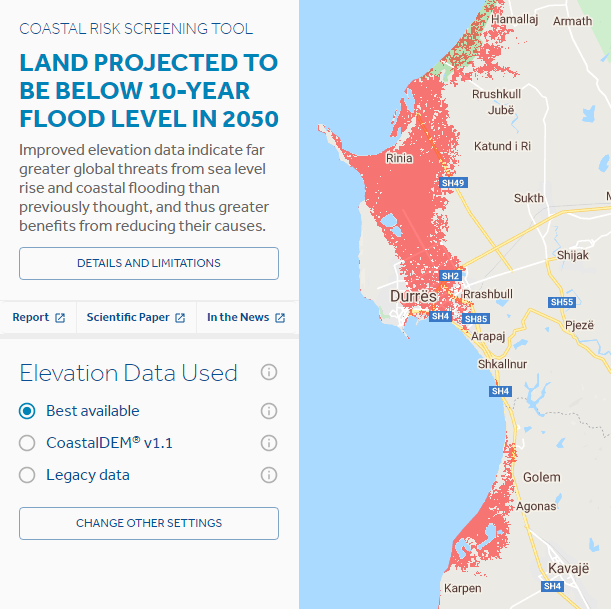 COASTAL RISK SCREENING TOOL
LAND PROJECTED TO
BE BELOW 10-YEAR
FLOOD LEVEL IN 2050
Improved elevation data indicate far
greater global threats from sea level
rise and coastal flooding than
previously thought, and thus greater
benefits from reducing their causes.
DETAILS AND LIMITATIONS
Report
Scientific Paper
In the News
Elevation Data Used
Best available
CoastalDEM® v1.1
Legacy data
CHANGE OTHER SETTINGS
Hamallaj
Armath
Rrushkull
Jubë
Katund i Ri
Rinia
SH49
Sukth
Shijak
SH2
Durrës
Rrashbull
SH55
SH4
SH85
Pjezë
Arapaj
Shkallnur
SH4
Golem
Agonas
Kavajë
SH4
Karpen